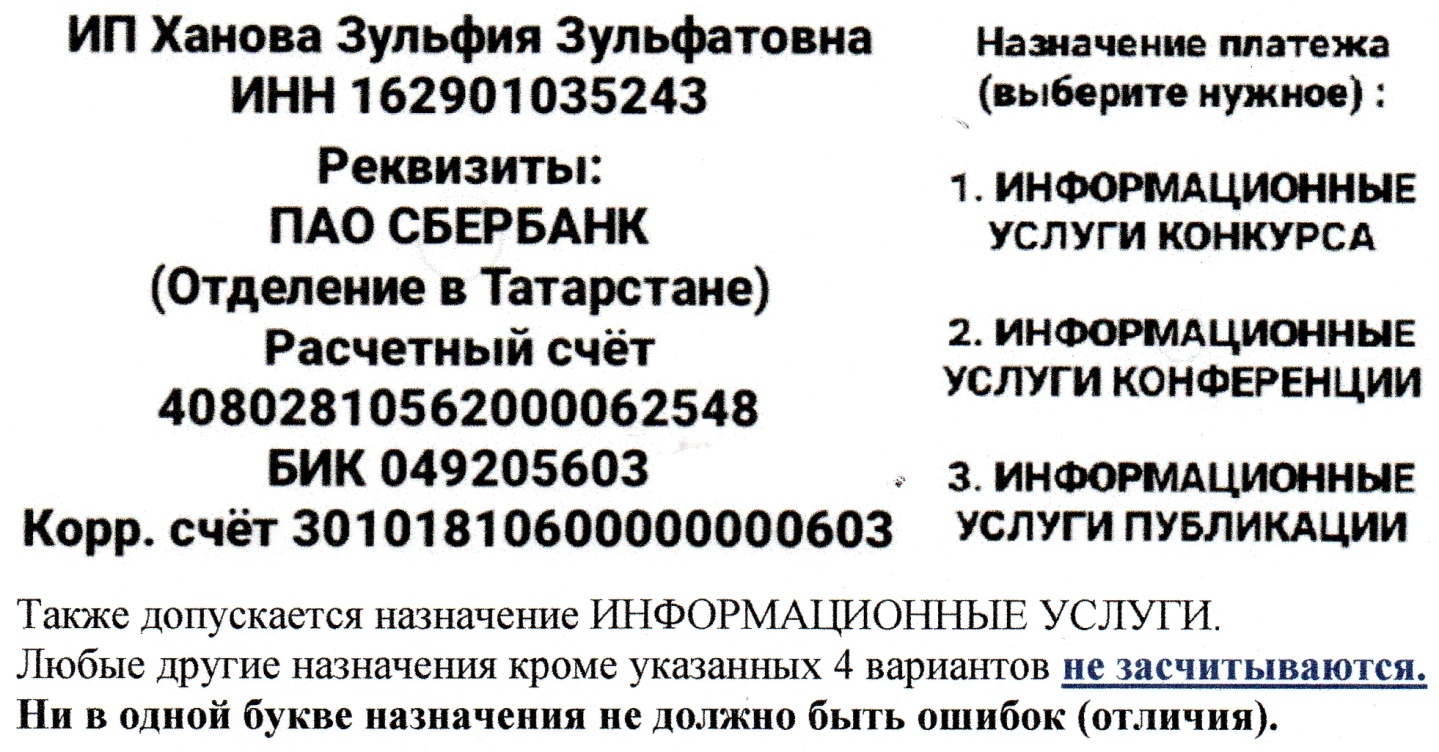 ИП Ханова Зульфия Зульфатовна
ИНН 162901035243
Реквизиты:
ПАО СБЕРБАНК
(Отделение в Татарстане)
Расчетный счёт
40802810562000062548
БИК 049205603
Корр. счёт 30101810600000000603
Назначение платежа
(выберите нужное) :
1. ИНФОРМАЦИОННЫЕ
УСЛУГИ КОНКУРСА
2. ИНФОРМАЦИОННЫЕ
УСЛУГИ КОНФЕРЕНЦИИ
3. ИНФОРМАЦИОННЫЕ
УСЛУГИ ПУБЛИКАЦИИ
Также допускается назначение ИНФОРМАЦИОННЫЕ УСЛУГИ.
Любые другие назначения кроме указанных 4 вариантов не засчитываются.
Ни в одной букве назначения не должно быть ошибок (отличия).